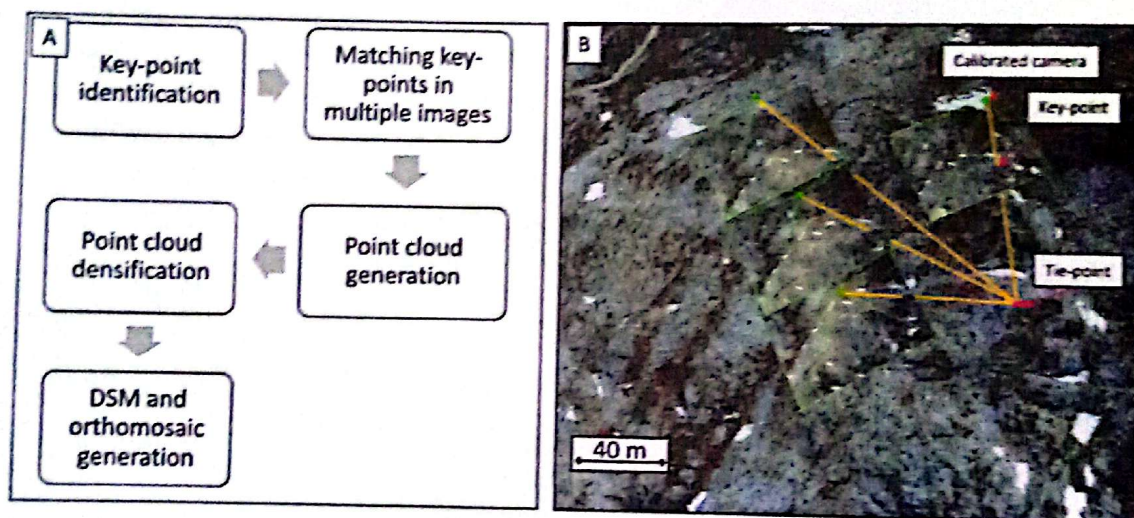 A
Key-point
identification
Matching key-
points in
multiple images
Point cloud
densification
Point cloud
generation
DSM and
orthomosaic
generation
B
Calibrated camera
Key-point
Tie-point
40 m